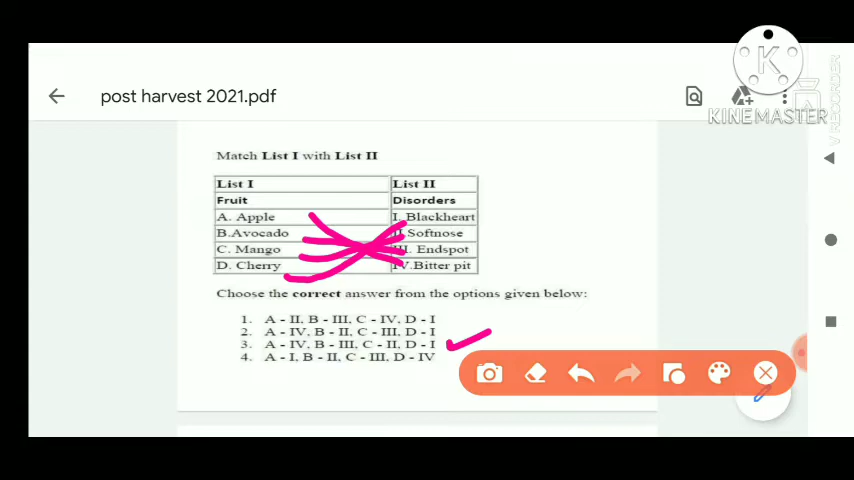 post harvest 2021.pdf
K
KINEMASTER
V RECORDER
Match List I with List II
List I List II
Fruit Disorders
A. Apple I. Blackheart
B.Avocado II.Softnose
C. Mango III. Endspot
D. Cherry IV.Bitter pit
Choose the correct answer from the options given below:
1. A - II, B - III, C - IV, D - I
2. A - IV, B - II, C - III, D - I
3. A - IV, B - III, C - II, D - I
4. A - I, B - II, C - III, D - IV